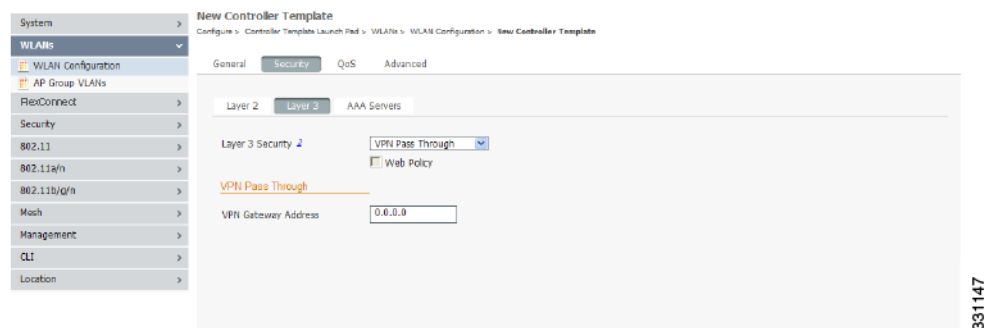 New Controller Template
Configure > Controller Template Launch Pad > WLANs > WLAN Configuration > New Controller Template
System
WLANs
WLAN Configuration
AP Group VLANs
FlexConnect
Security
802.11
802.11a/n
802.11b/g/n
Mesh
Management
CLI
Location
General Security QoS Advanced
Layer 2 Layer 3 AAA Servers
Layer 3 Security 2 VPN Pass Through
Web Policy
VPN Pass Through
VPN Gateway Address 0.0.0.0
331147